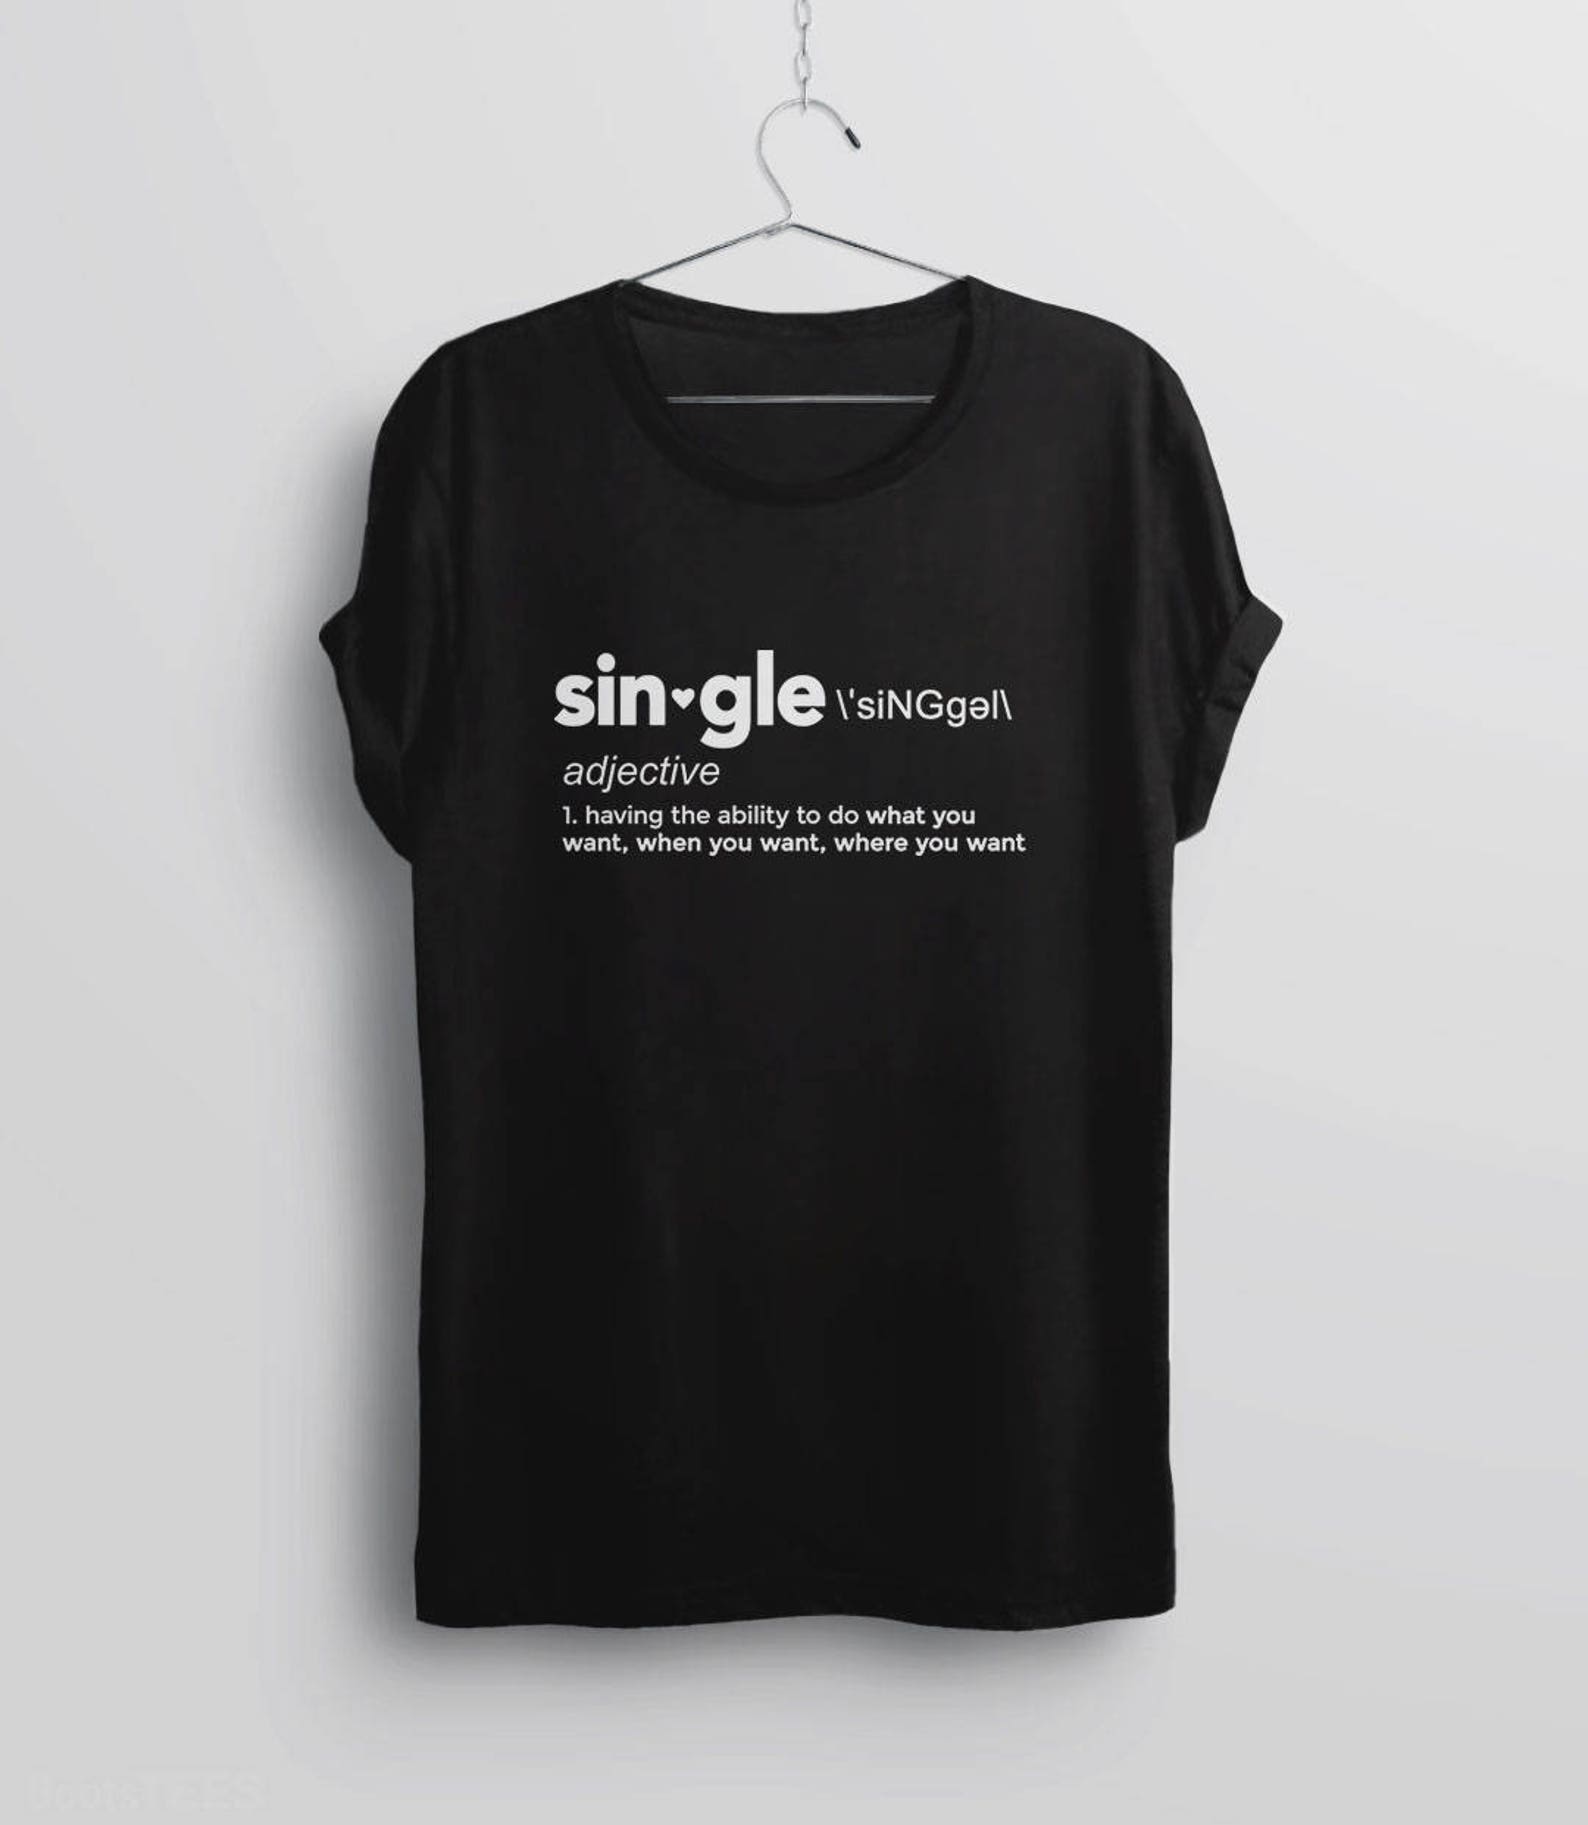 sin♥gle \'siNGgəl\
adjective
1. having the ability to do what you
want, when you want, where you want